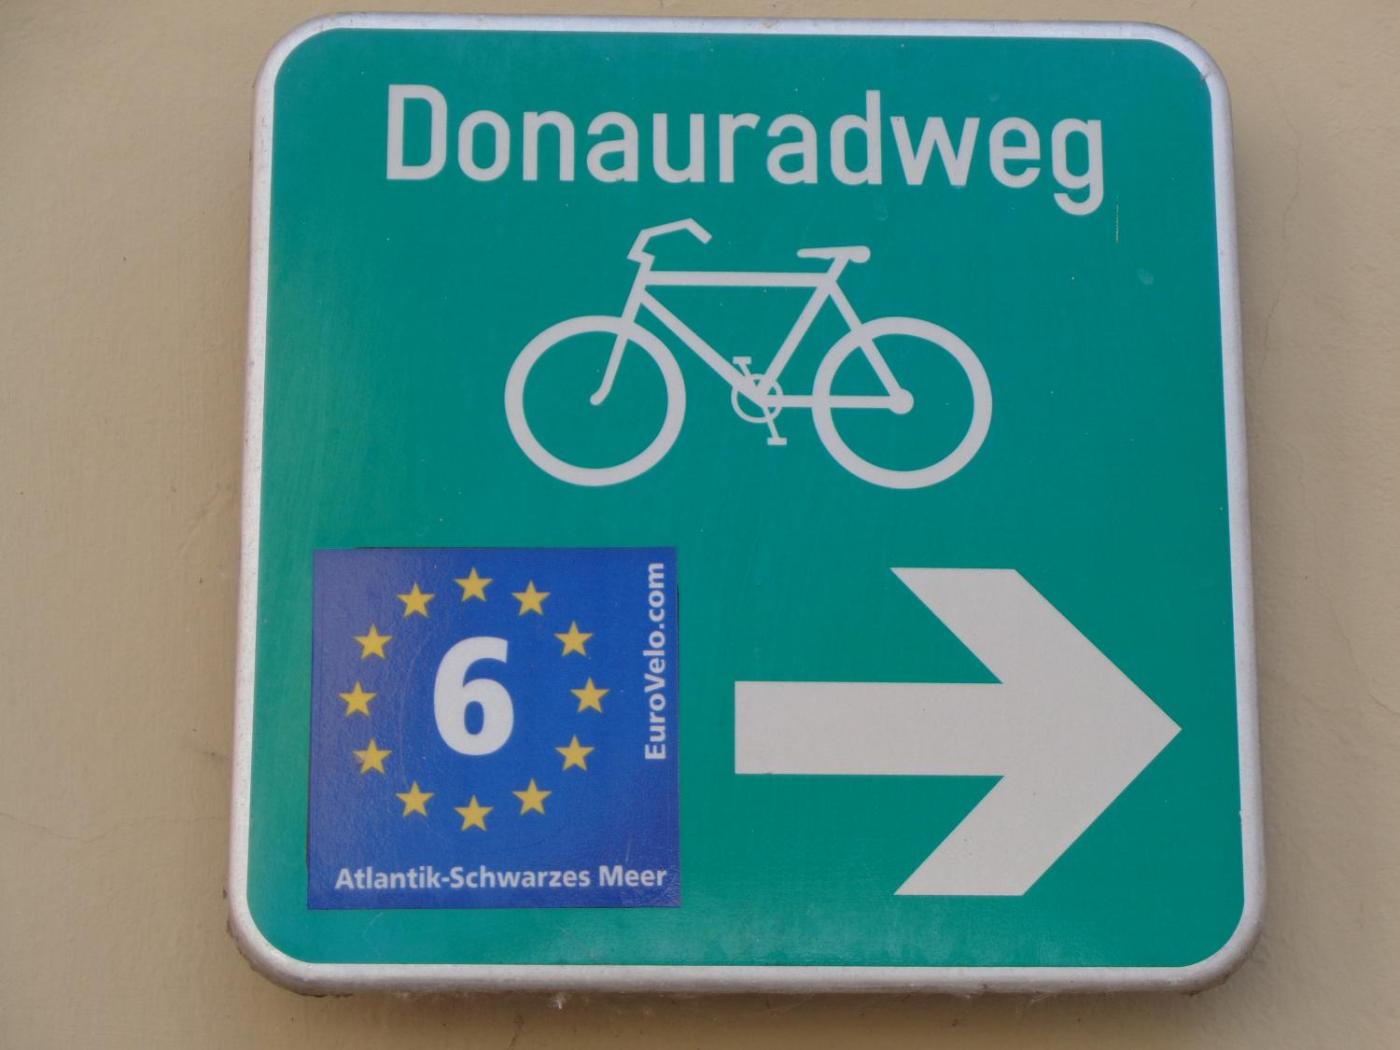 Donauradweg
6
EuroVelo.com
Atlantik-Schwarzes Meer